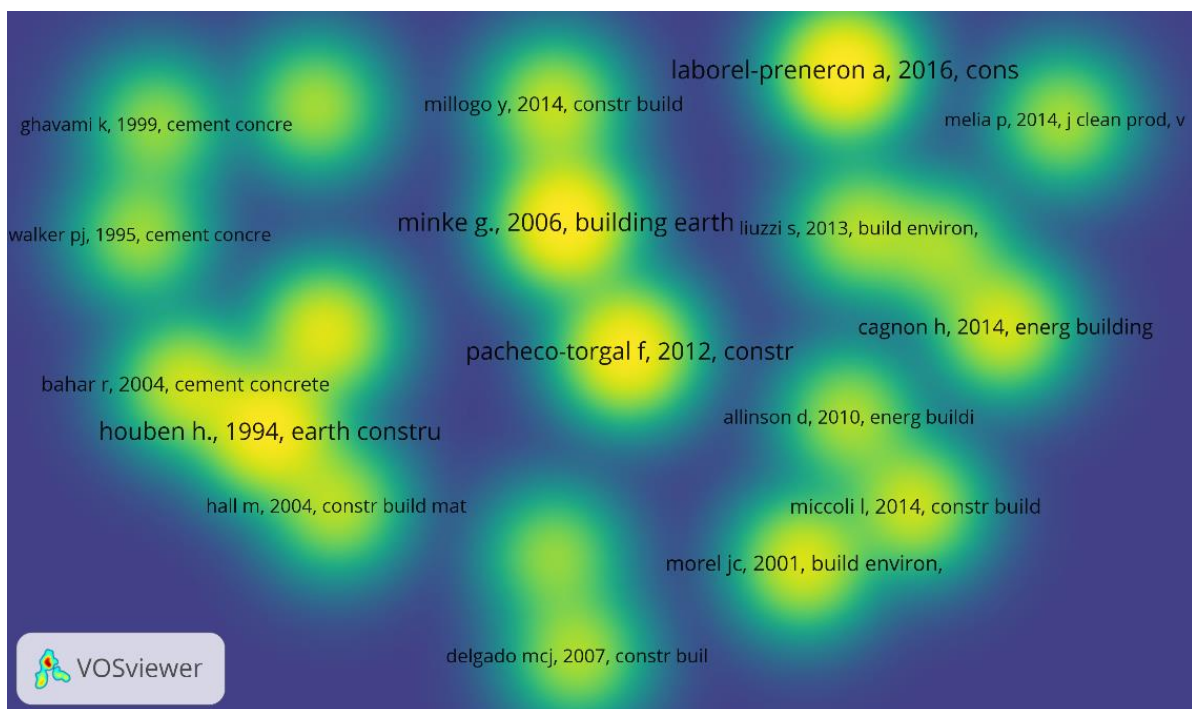 laborel-preneron a, 2016, cons
millogo y, 2014, constr build
ghavami k, 1999, cement concre
melia p, 2014, j clean prod, v
minke g., 2006, building earth
liuzzi s, 2013, build environ,
walker pj, 1995, cement concre
cagnon h, 2014, energ building
pacheco-torgal f, 2012, constr
bahar r, 2004, cement concrete
allinson d, 2010, energ buildi
houben h., 1994, earth constru
hall m, 2004, constr build mat
miccoli l, 2014, constr build
morel jc, 2001, build environ,
delgado mcj, 2007, constr buil
VOSviewer